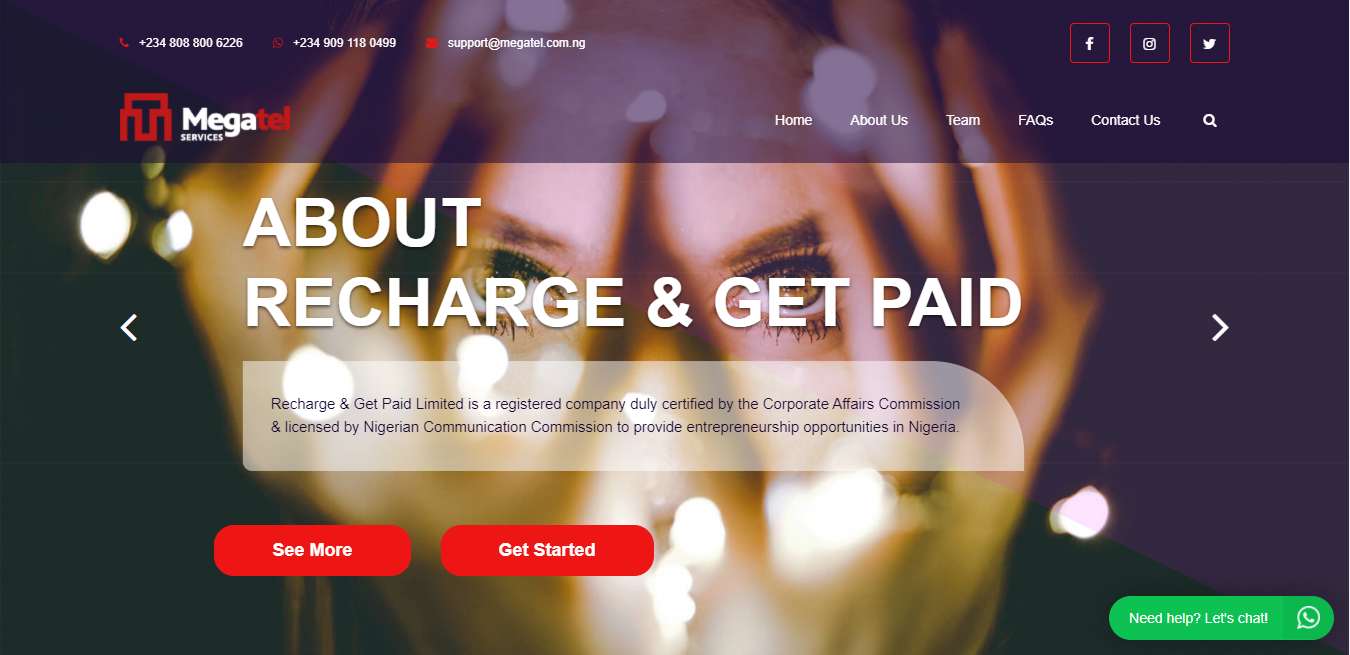 +234 808 800 6226 +234 909 118 0499 support@megatel.com.ng
Megatel
SERVICES
Home About Us Team FAQs Contact Us
ABOUT
RECHARGE & GET PAID
Recharge & Get Paid Limited is a registered company duly certified by the Corporate Affairs Commission
& licensed by Nigerian Communication Commission to provide entrepreneurship opportunities in Nigeria.
See More Get Started
Need help? Let's chat!